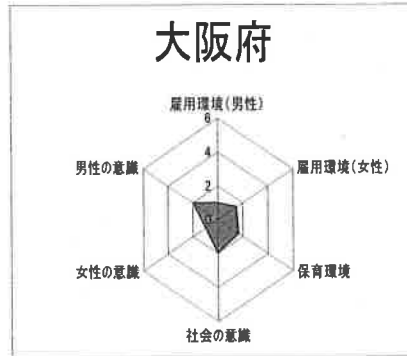 大阪府
雇用環境(男性)
6
男性の意識
4
雇用環境(女性)
2
0
女性の意識
保育環境
社会の意識